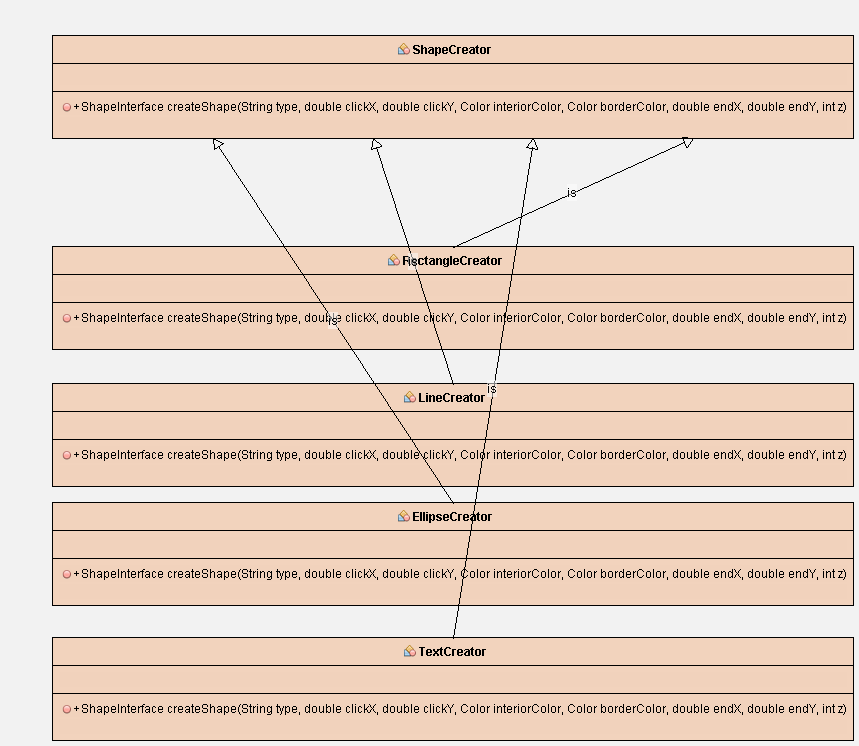 ShapeCreator
+ShapeInterface createShape(String type, double clickX, double clickY, Color interiorColor, Color borderColor, double endX, double endY, int z)
is
RectangleCreator
is
+ShapeInterface createShape(String type, double clickX, double clickY, Color interiorColor, Color borderColor, double endX, double endY, int z)
is
LineCreator
is
+ShapeInterface createShape(String type, double clickX, double clickY, Color interiorColor, Color borderColor, double endX, double endY, int z)
EllipseCreator
+ShapeInterface createShape(String type, double clickX, double clickY, Color interiorColor, Color borderColor, double endX, double endY, int z)
TextCreator
+ShapeInterface createShape(String type, double clickX, double clickY, Color interiorColor, Color borderColor, double endX, double endY, int z)